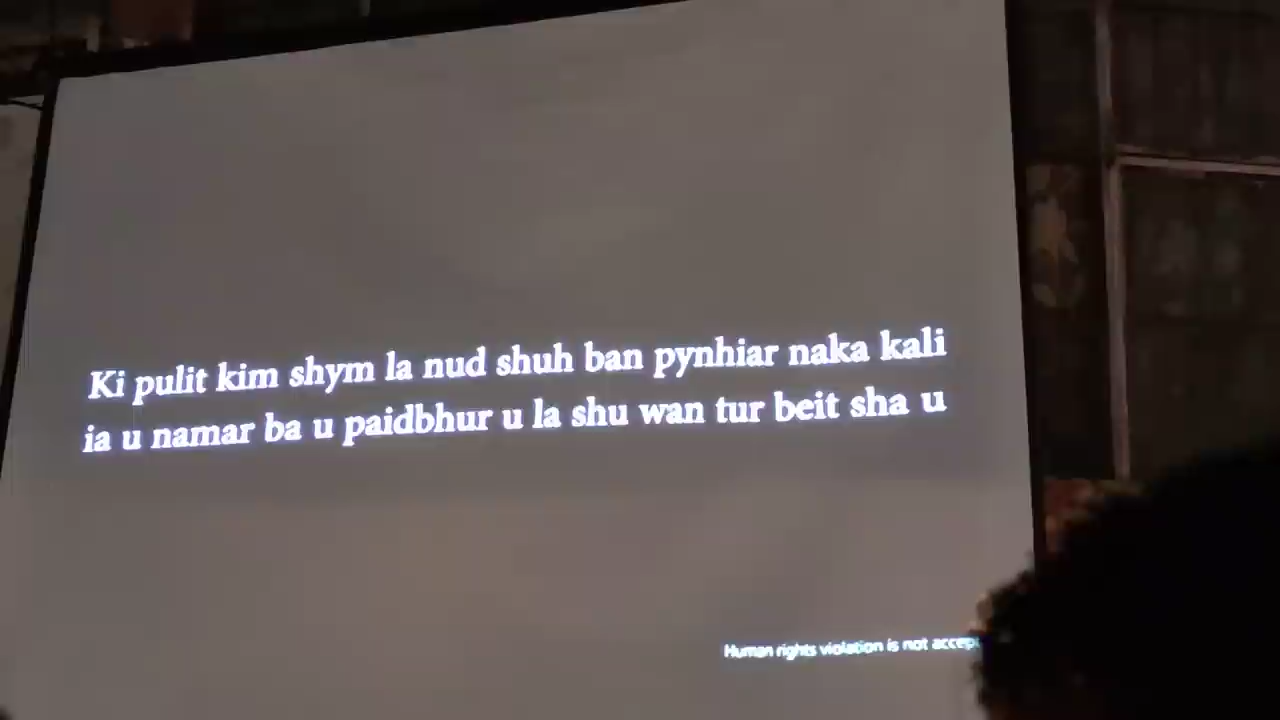 Ki pulit kim shym la nud shuh ban pynhiar naka kali
ia u namar ba u paidbhur u la shu wan tur beit sha u
Human rights violation is not